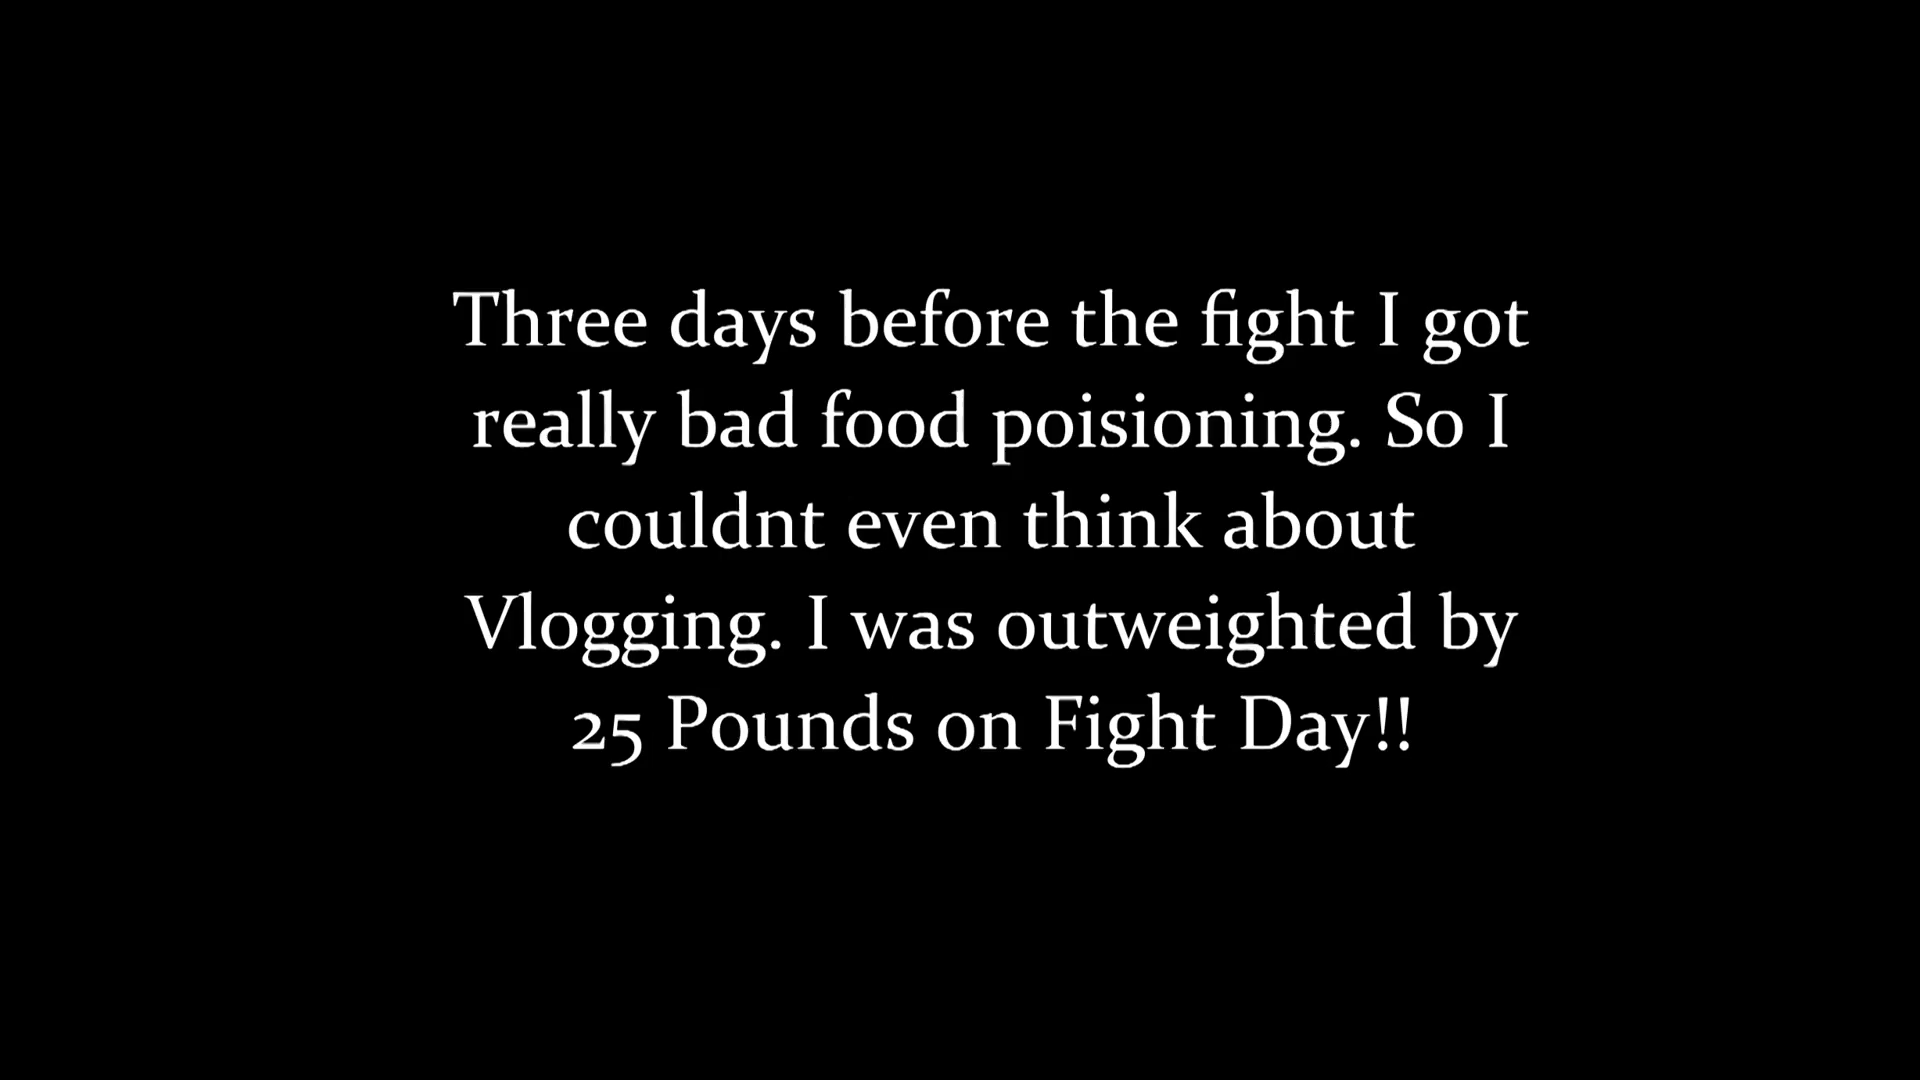 Three days before the fight I got
really bad food poisioning. So I
couldnt even think about
Vlogging. I was outweighted by
25 Pounds on Fight Day!!